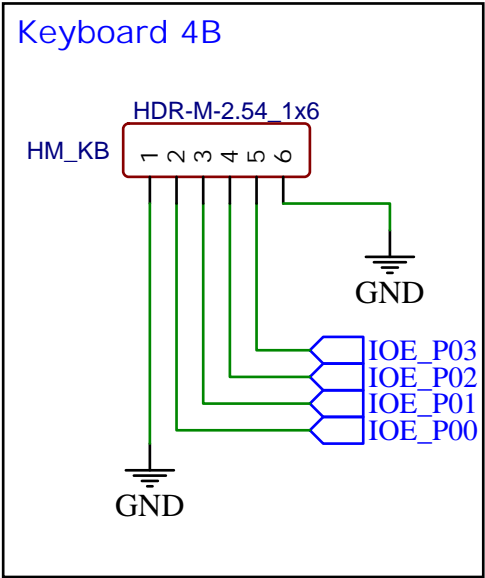 Keyboard 4B
HDR-M-2.54_1x6
HM_KB
1 2 3 4 5 6
GND
IOE_P03
IOE_P02
IOE_P01
IOE_P00
GND